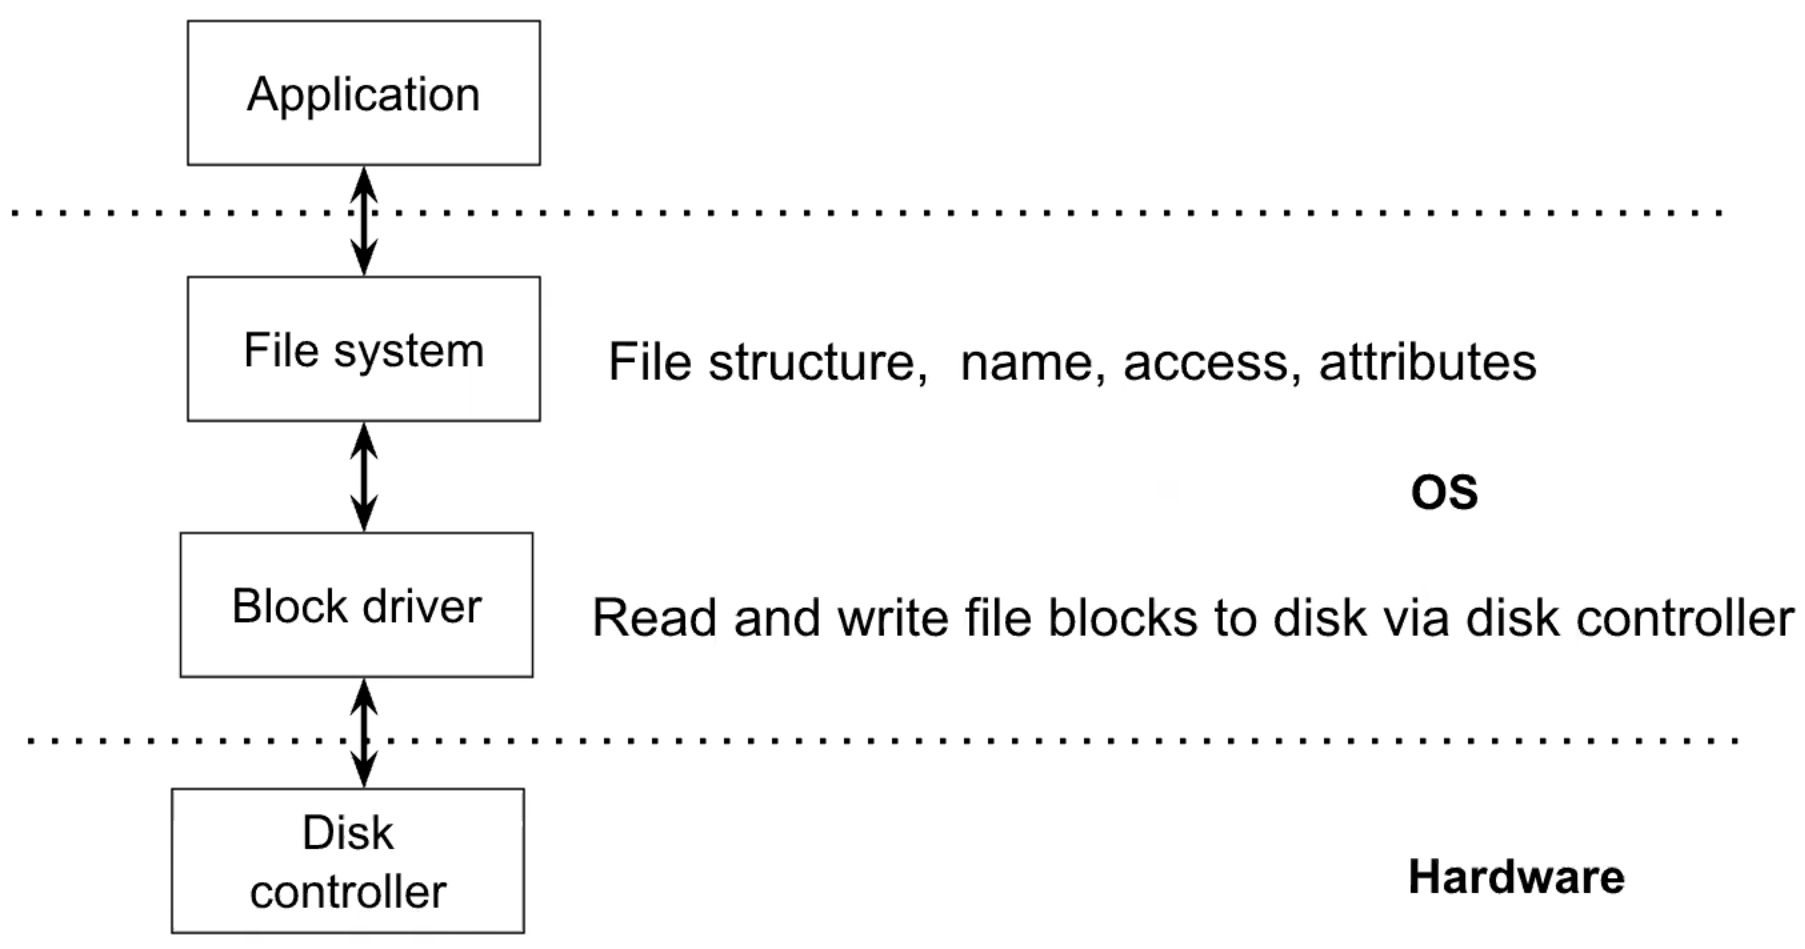 Application
File system
File structure, name, access, attributes
OS
Block driver
Read and write file blocks to disk via disk controller
Disk
controller
Hardware